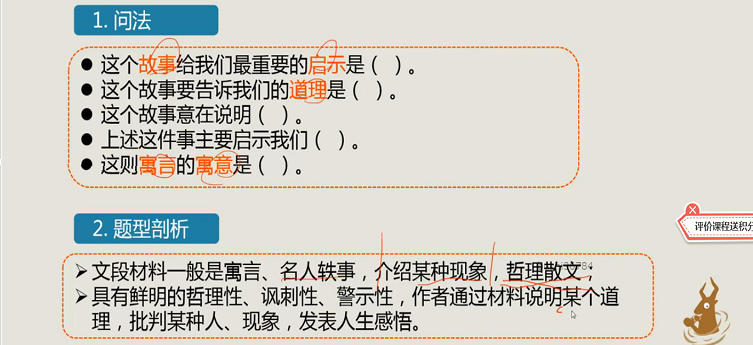 1. 问法
● 这个故事给我们最重要的启示是（ ）。
● 这个故事要告诉我们的道理是（ ）。
● 这个故事意在说明（ ）。
● 上述这件事主要启示我们（ ）。
● 这则寓言的寓意是（ ）。
评价课程送积分
2. 题型剖析
➢ 文段材料一般是寓言、名人轶事，介绍某种现象，哲理散文；
➢ 具有鲜明的哲理性、讽刺性、警示性，作者通过材料说明某个道
理，批判某种人、现象，发表人生感悟。